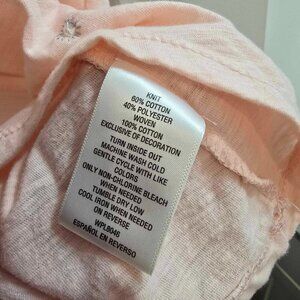 KNIT
60% COTTON
40% POLYESTER
WOVEN
100% COTTON
EXCLUSIVE OF DECORATION
TURN INSIDE OUT
MACHINE WASH COLD
GENTLE CYCLE WITH LIKE
COLORS
ONLY NON-CHLORINE BLEACH
WHEN NEEDED
TUMBLE DRY LOW
COOL IRON WHEN NEEDED
ON REVERSE
WPL8046
ESPAÑOL EN REVERSO